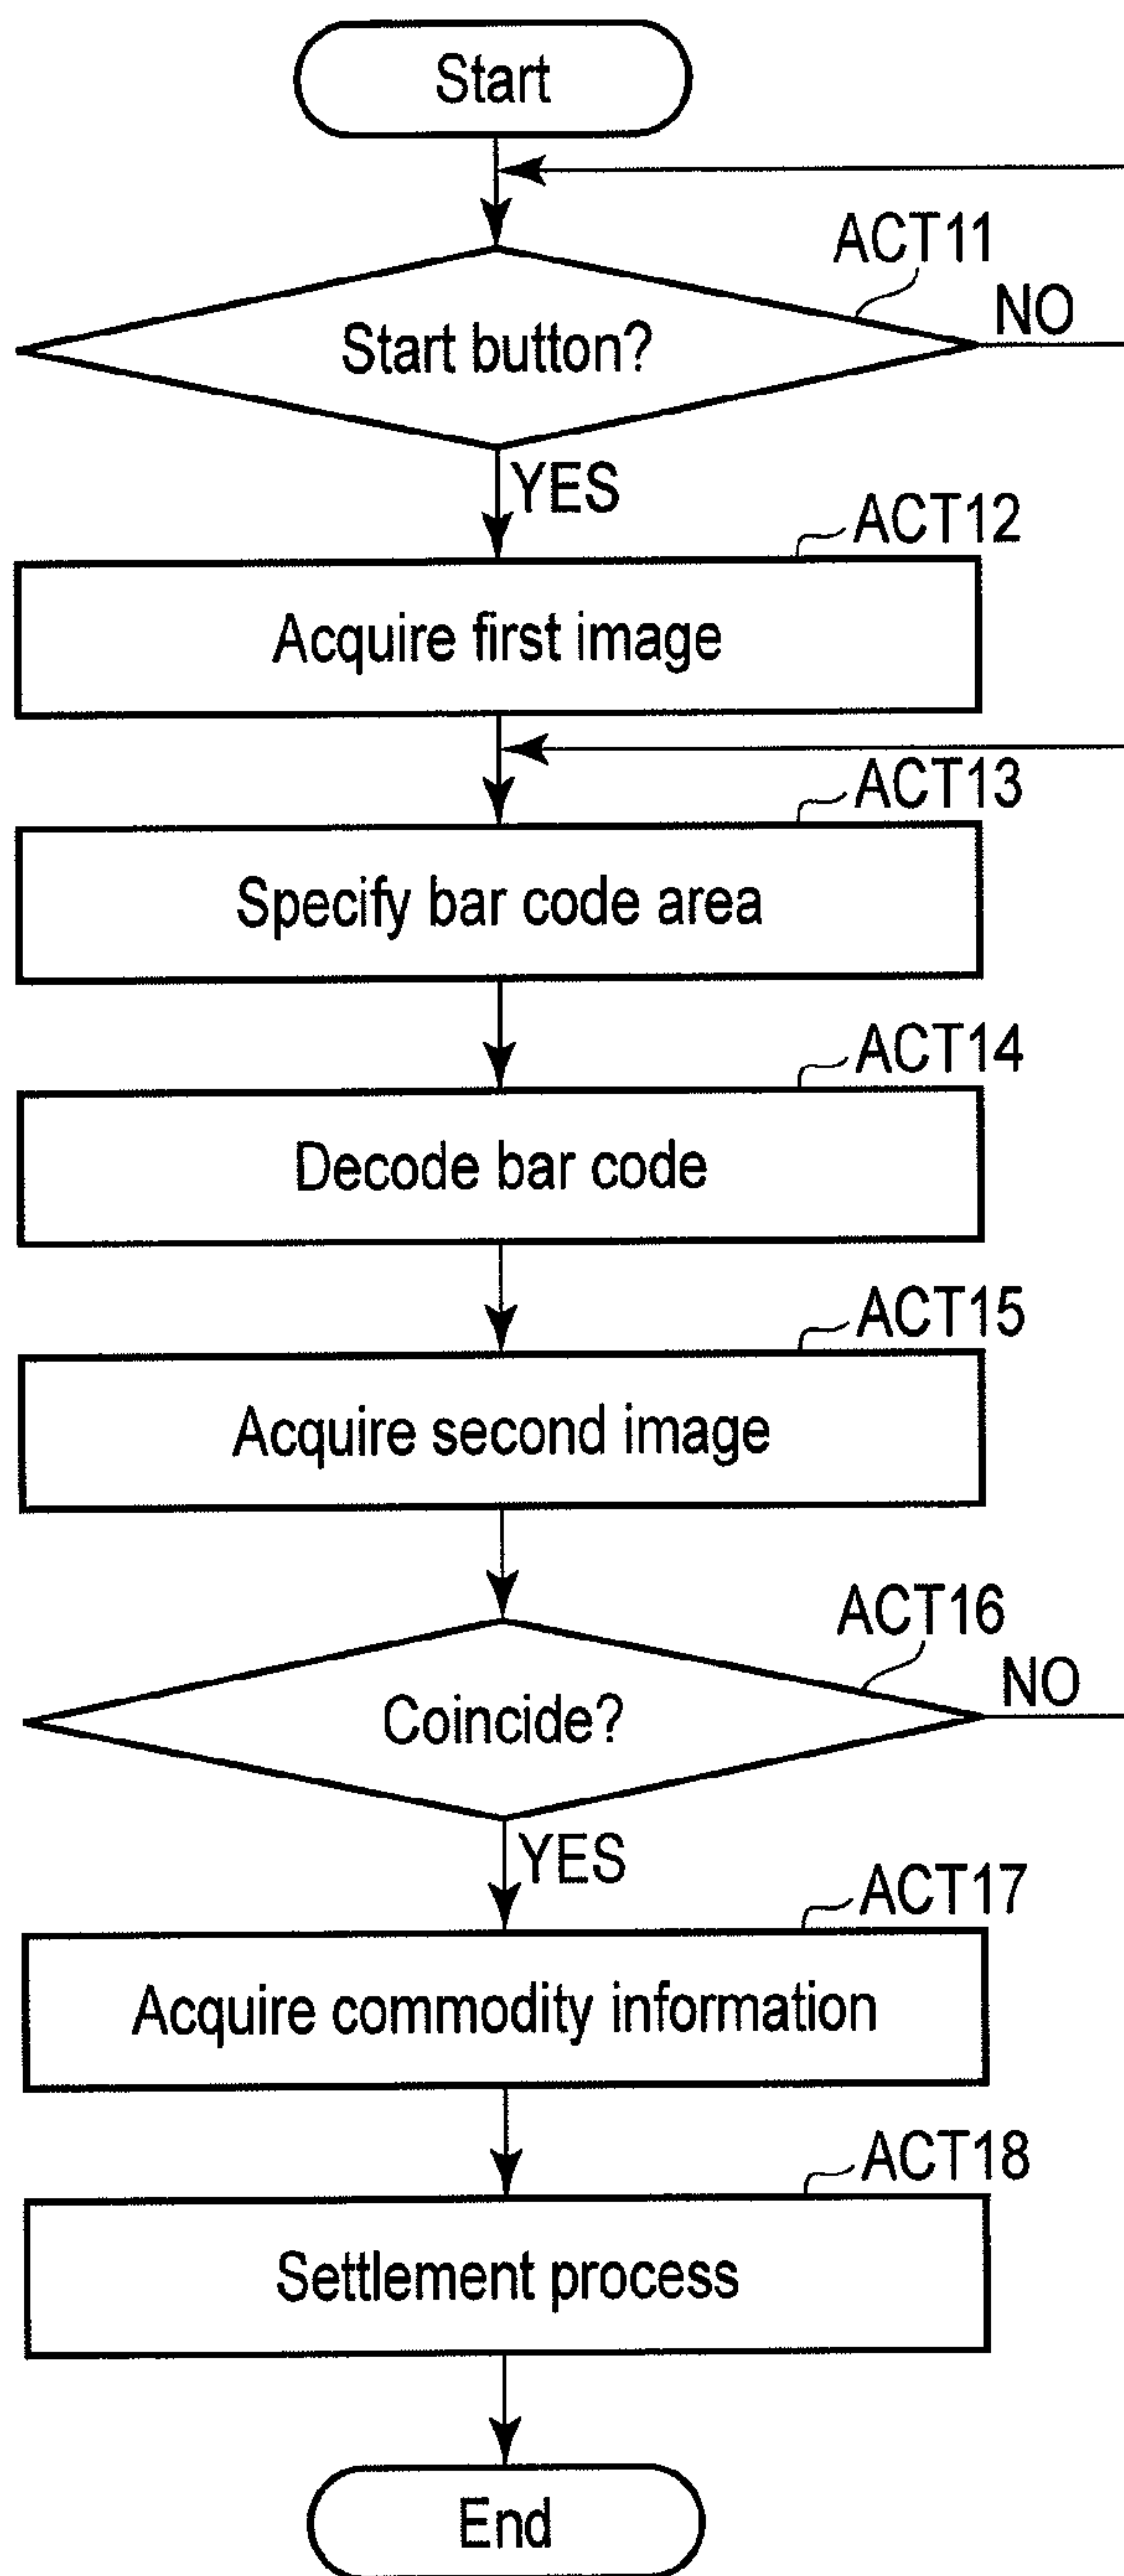 Start
ACT11
Start button?
NO
YES
ACT12
Acquire first image
ACT13
Specify bar code area
ACT14
Decode bar code
ACT15
Acquire second image
ACT16
Coincide?
NO
YES
ACT17
Acquire commodity information
ACT18
Settlement process
End